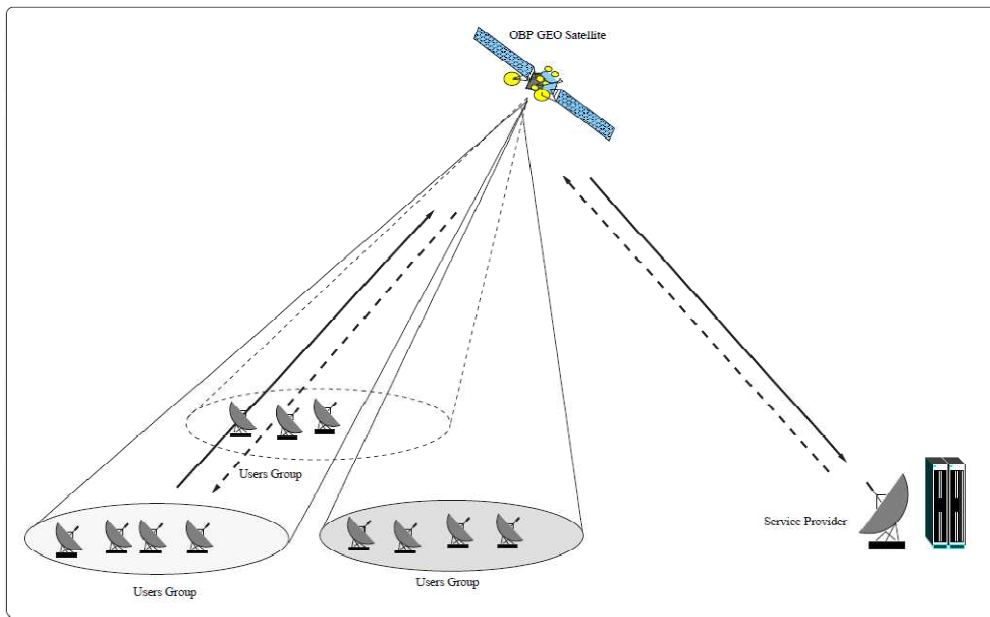 OBP GEO Satellite
Users Group
Service Provider
Users Group
Users Group